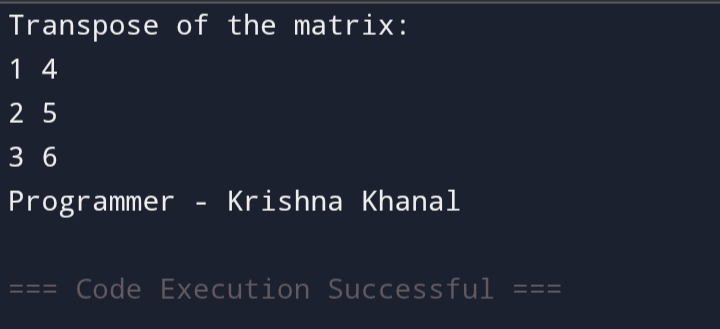 Transpose of the matrix:
1 4
2 5
3 6
Programmer - Krishna Khanal
=== Code Execution Successful ===